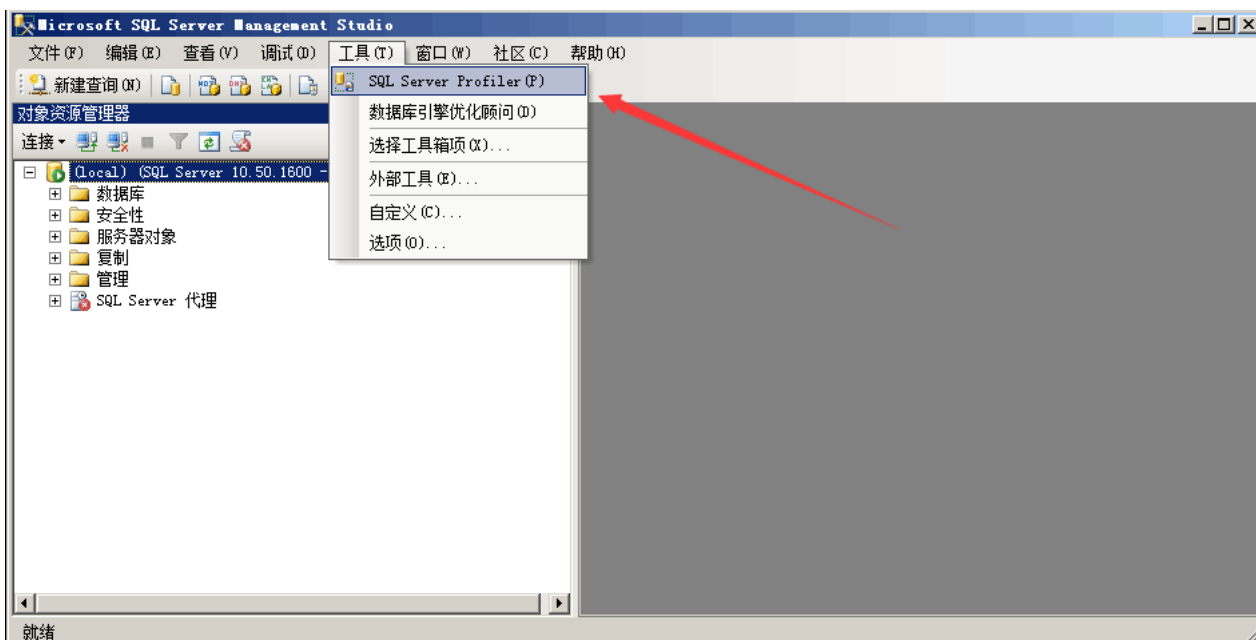 Microsoft SQL Server Management Studio
文件(F) 编辑(E) 查看(V) 调试(D) 工具(T) 窗口(W) 社区(C) 帮助(H)
新建查询(N)
SQL Server Profiler(P)
数据库引擎优化顾问(D)
选择工具箱项(X)...
外部工具(E)...
自定义(C)...
选项(O)...
对象资源管理器
连接
(local) (SQL Server 10.50.1600 -
数据库
安全性
服务器对象
复制
管理
SQL Server 代理
就绪